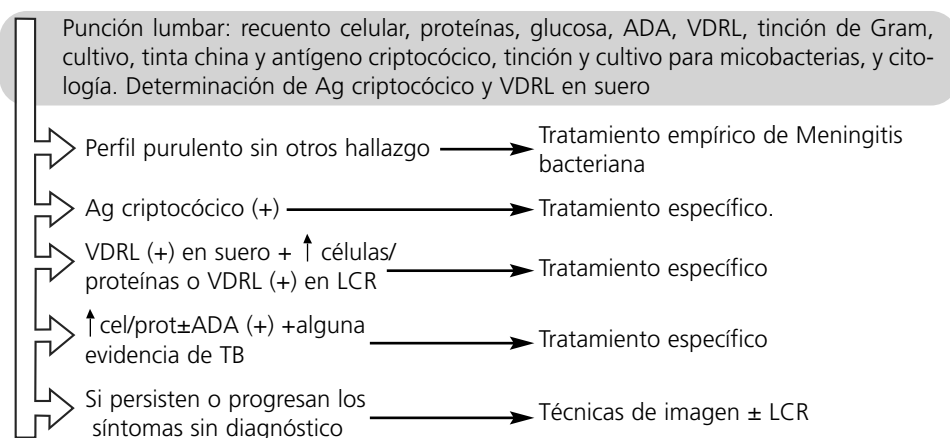 Punción lumbar: recuento celular, proteínas, glucosa, ADA, VDRL, tinción de Gram,
cultivo, tinta china y antígeno criptocócico, tinción y cultivo para micobacterias, y cito-
logía. Determinación de Ag criptocócico y VDRL en suero
Perfil purulento sin otros hallazgo
Tratamiento empírico de Meningitis
bacteriana
Ag criptocócico (+)
Tratamiento específico.
VDRL (+) en suero + ↑ células/
proteínas o VDRL (+) en LCR
Tratamiento específico
↑cel/prot±ADA (+) +alguna
evidencia de TB
Tratamiento específico
Si persisten o progresan los
síntomas sin diagnóstico
Técnicas de imagen ± LCR